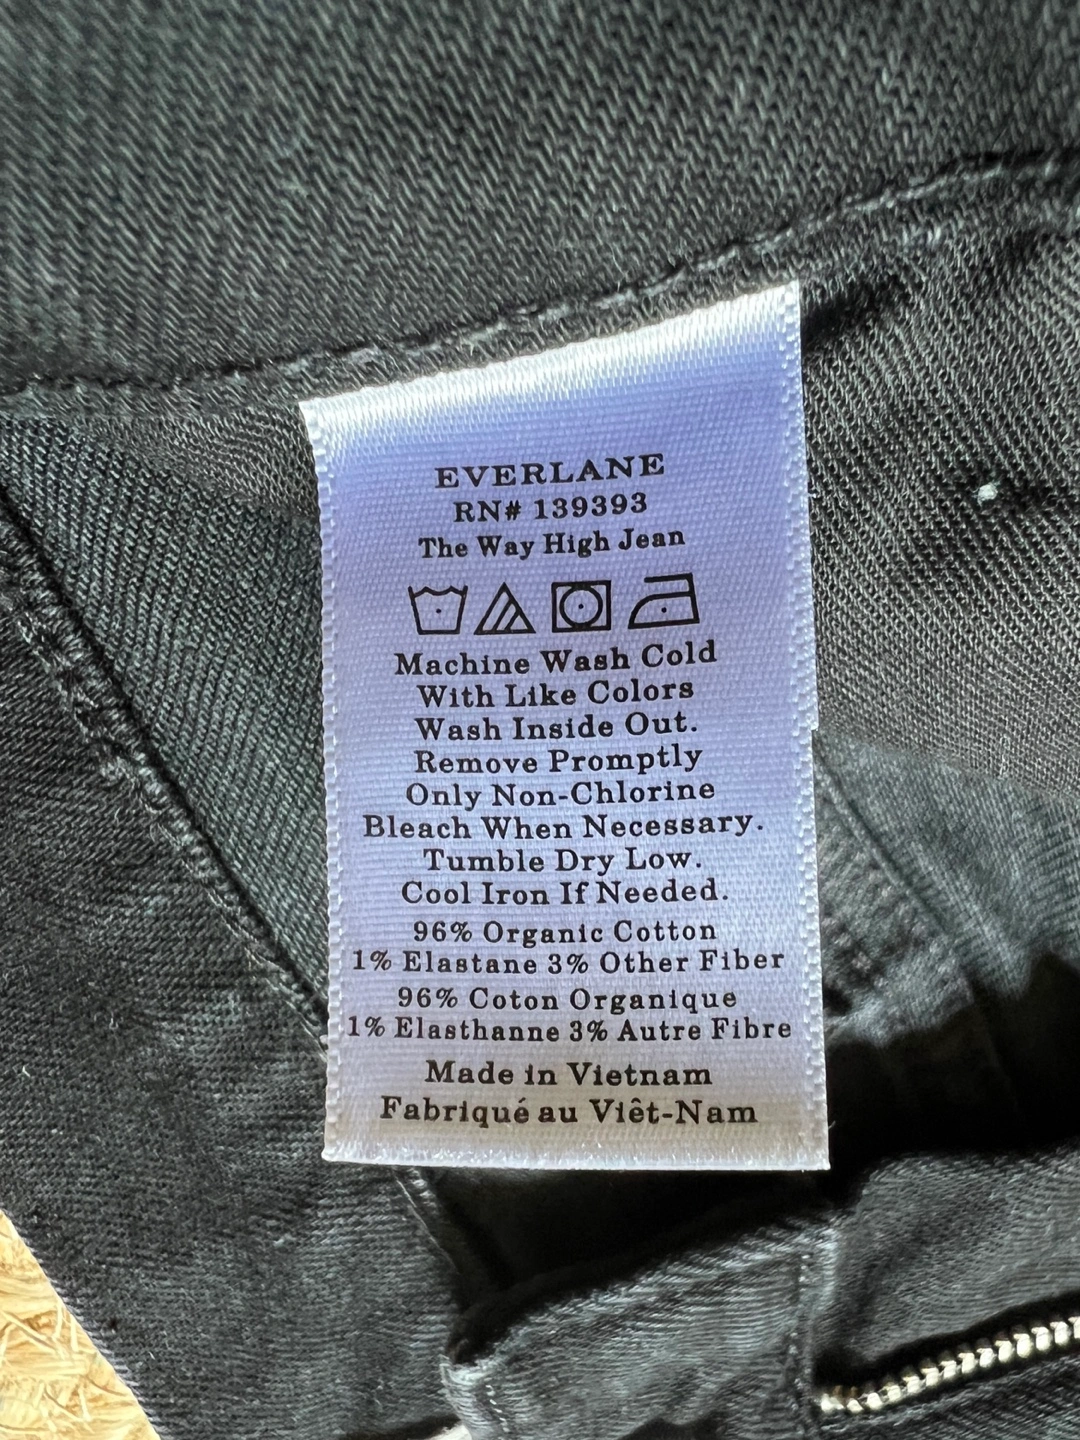 EVERLANE
RN# 139393
The Way High Jean
Machine Wash Cold
With Like Colors
Wash Inside Out.
Remove Promptly
Only Non-Chlorine
Bleach When Necessary.
Tumble Dry Low.
Cool Iron If Needed.
96% Organic Cotton
1% Elastane 3% Other Fiber
96% Coton Organique
1% Elasthanne 3% Autre Fibre
Made in Vietnam
Fabriqué au Viêt-Nam